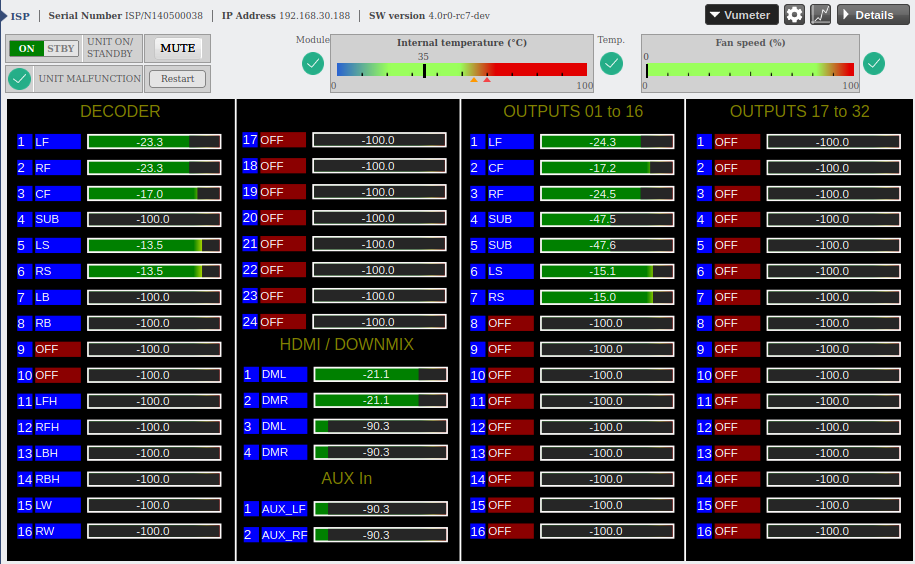 ISP | Serial Number ISP/N140500038 | IP Address 192.168.30.188 | SW version 4.0r0-rc7-dev
Vumeter
Details
ON STBY
UNIT ON/
STANDBY
MUTE
UNIT MALFUNCTION
Restart
Module
Internal temperature (°C)
35
0 100
Temp.
Fan speed (%)
0
0 100
DECODER
1 LF -23.3
2 RF -23.3
3 CF -17.0
4 SUB -100.0
5 LS -13.5
6 RS -13.5
7 LB -100.0
8 RB -100.0
9 OFF -100.0
10 OFF -100.0
11 LFH -100.0
12 RFH -100.0
13 LBH -100.0
14 RBH -100.0
15 LW -100.0
16 RW -100.0
17 OFF -100.0
18 OFF -100.0
19 OFF -100.0
20 OFF -100.0
21 OFF -100.0
22 OFF -100.0
23 OFF -100.0
24 OFF -100.0
HDMI / DOWNMIX
1 DML -21.1
2 DMR -21.1
3 DML -90.3
4 DMR -90.3
AUX In
1 AUX_LF -90.3
2 AUX_RF -90.3
OUTPUTS 01 to 16
1 LF -24.3
2 CF -17.2
3 RF -24.5
4 SUB -47.5
5 SUB -47.6
6 LS -15.1
7 RS -15.0
8 OFF -100.0
9 OFF -100.0
10 OFF -100.0
11 OFF -100.0
12 OFF -100.0
13 OFF -100.0
14 OFF -100.0
15 OFF -100.0
16 OFF -100.0
OUTPUTS 17 to 32
1 OFF -100.0
2 OFF -100.0
3 OFF -100.0
4 OFF -100.0
5 OFF -100.0
6 OFF -100.0
7 OFF -100.0
8 OFF -100.0
9 OFF -100.0
10 OFF -100.0
11 OFF -100.0
12 OFF -100.0
13 OFF -100.0
14 OFF -100.0
15 OFF -100.0
16 OFF -100.0